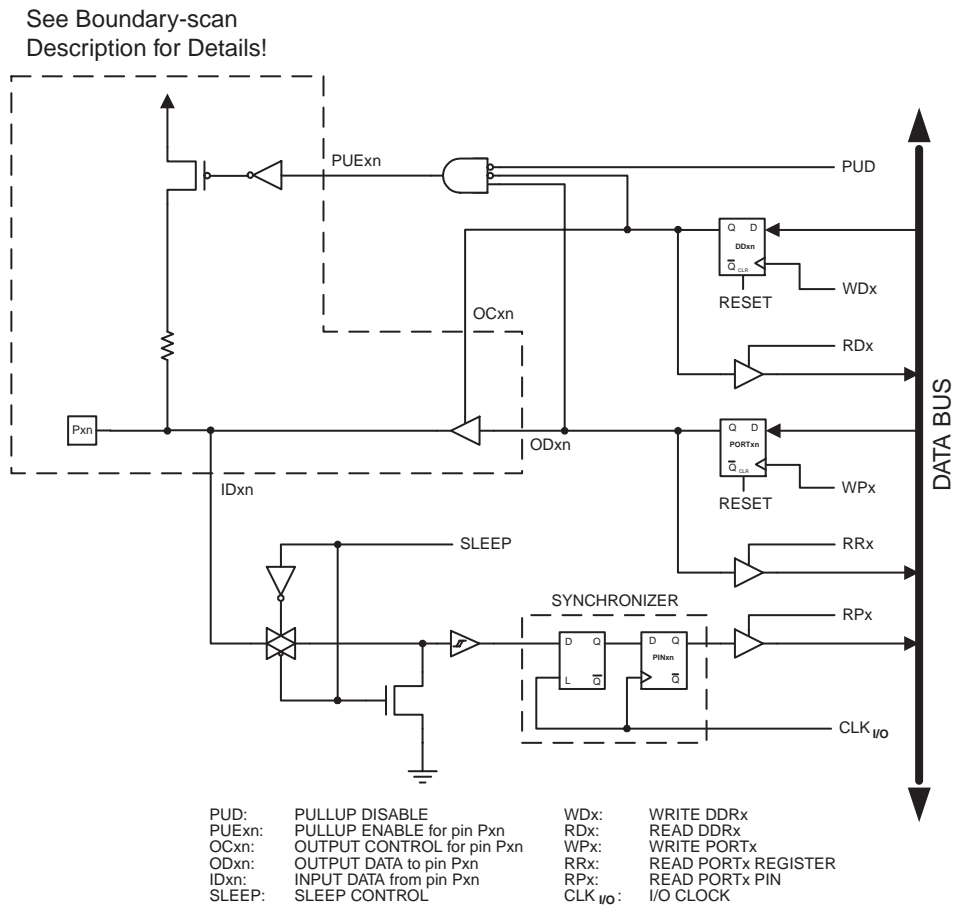 See Boundary-scan
Description for Details!
PUExn
PUD
Q D
DDxn
Q CLR
WDx
RESET
OCxn
RDx
Pxn
ODxn
Q D
PORTxn
Q CLR
WPx
RESET
IDxn
DATA BUS
SLEEP
RRx
SYNCHRONIZER
RPx
D Q
L Q
D Q
PINxn
Q
CLK I/O
PUD: PULLUP DISABLE
PUExn: PULLUP ENABLE for pin Pxn
OCxn: OUTPUT CONTROL for pin Pxn
ODxn: OUTPUT DATA to pin Pxn
IDxn: INPUT DATA from pin Pxn
SLEEP: SLEEP CONTROL
WDx: WRITE DDRx
RDx: READ DDRx
WPx: WRITE PORTx
RRx: READ PORTx REGISTER
RPx: READ PORTx PIN
CLK I/O: I/O CLOCK